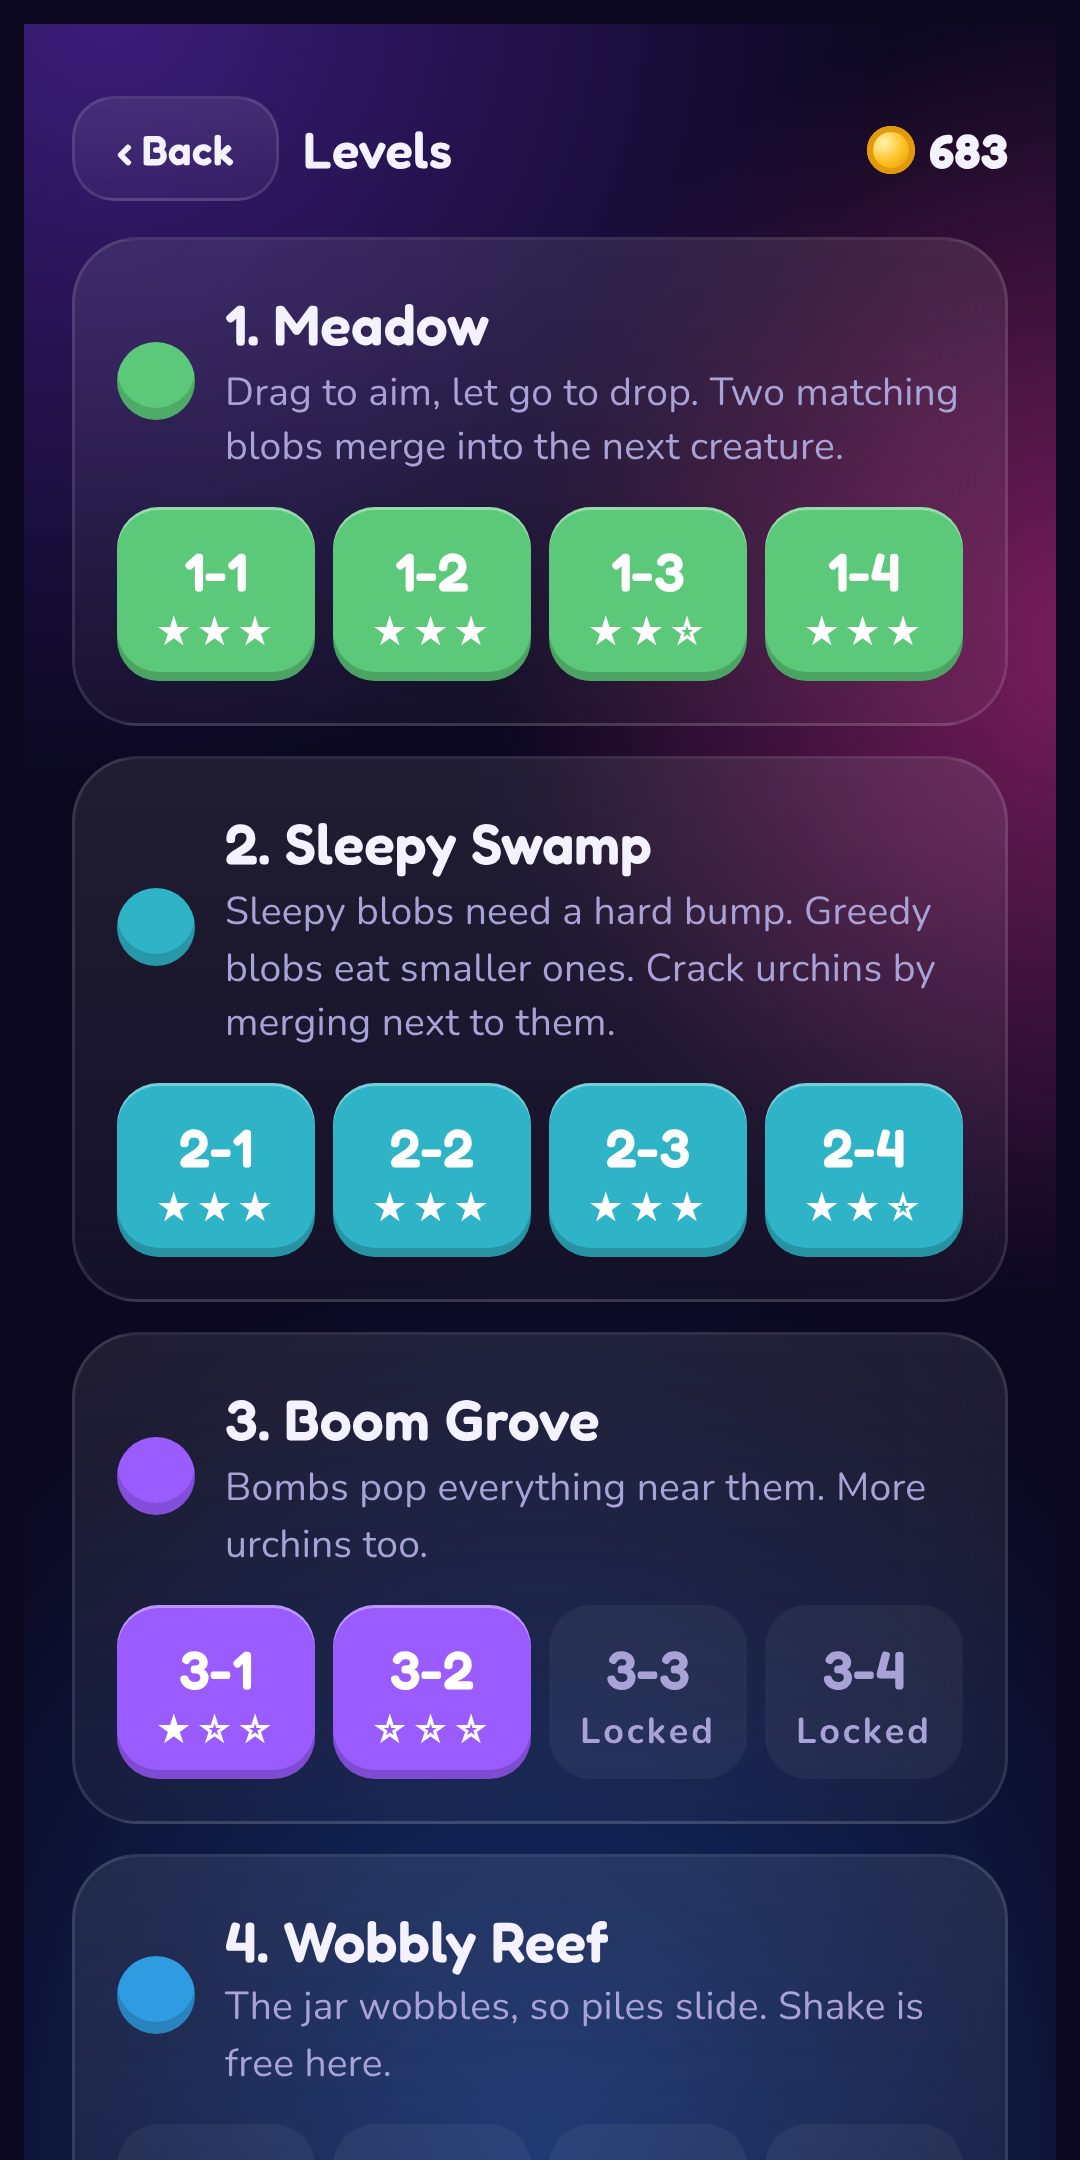 ‹ Back
Levels
683
1. Meadow
Drag to aim, let go to drop. Two matching
blobs merge into the next creature.
1-1
★★★
1-2
★★★
1-3
★★☆
1-4
★★★
2. Sleepy Swamp
Sleepy blobs need a hard bump. Greedy
blobs eat smaller ones. Crack urchins by
merging next to them.
2-1
★★★
2-2
★★★
2-3
★★★
2-4
★★☆
3. Boom Grove
Bombs pop everything near them. More
urchins too.
3-1
★☆☆
3-2
☆☆☆
3-3
Locked
3-4
Locked
4. Wobbly Reef
The jar wobbles, so piles slide. Shake is
free here.